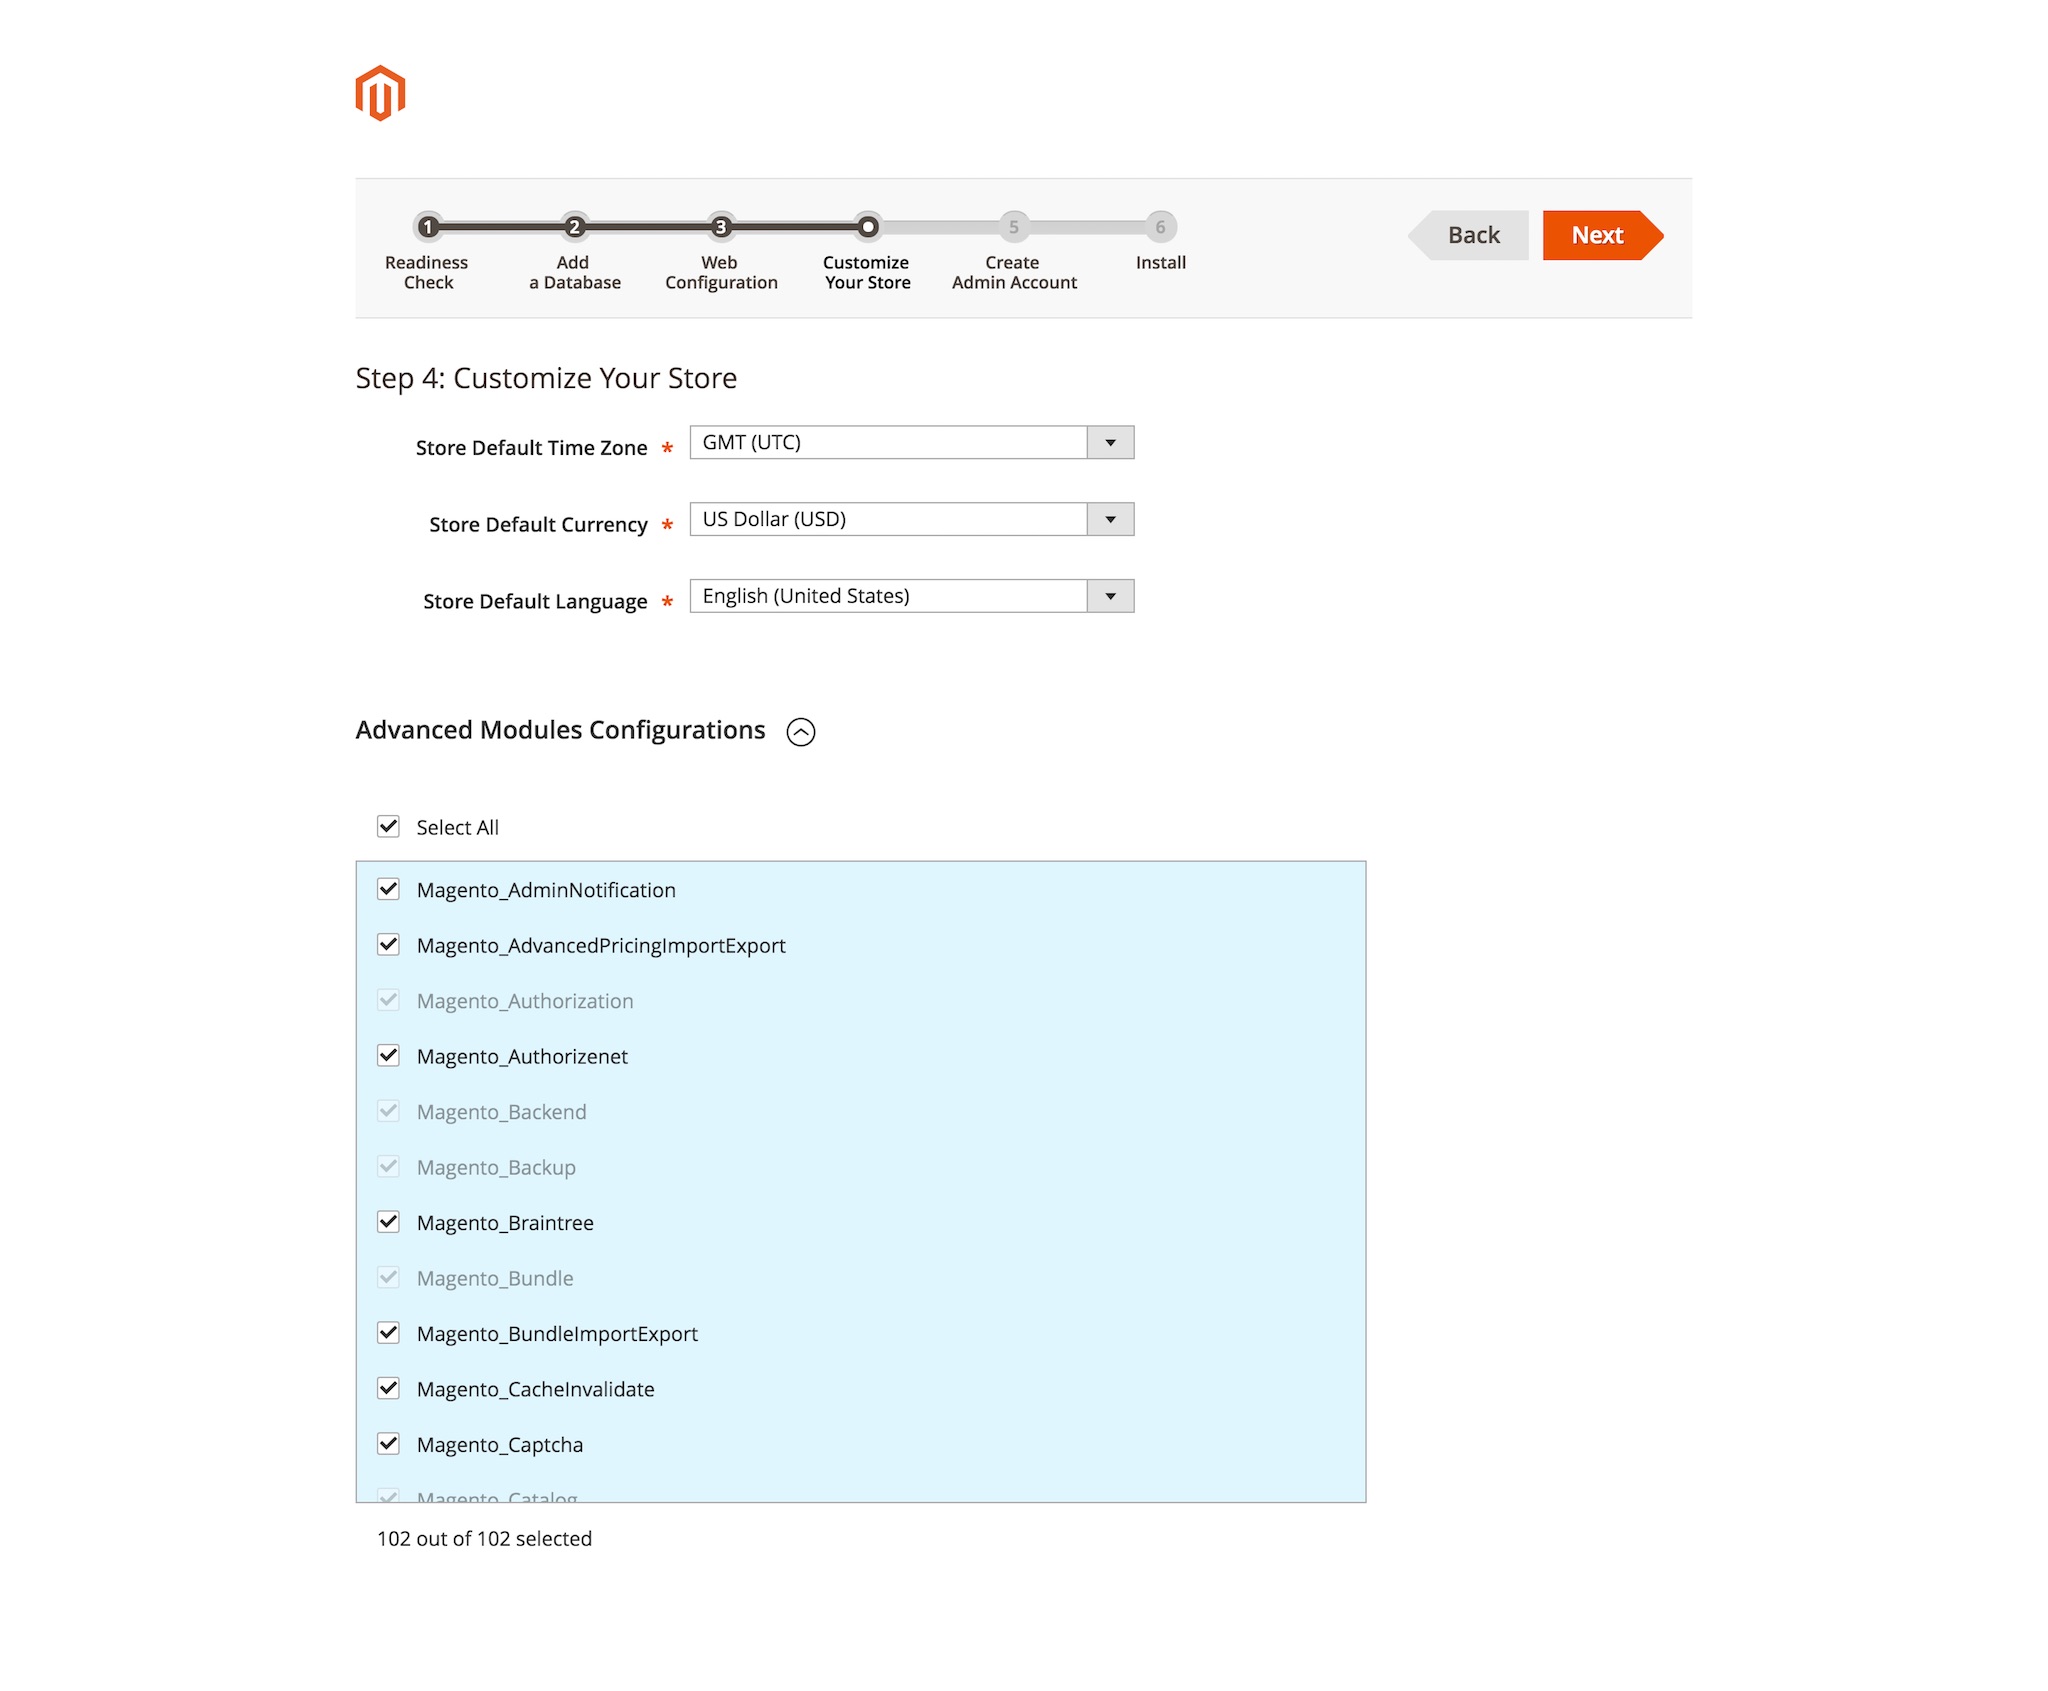 1 2 3 5 6
Readiness Check
Add a Database
Web Configuration
Customize Your Store
Create Admin Account
Install
Back
Next
Step 4: Customize Your Store
Store Default Time Zone * GMT (UTC)
Store Default Currency * US Dollar (USD)
Store Default Language * English (United States)
Advanced Modules Configurations
Select All
Magento_AdminNotification
Magento_AdvancedPricingImportExport
Magento_Authorization
Magento_Authorizenet
Magento_Backend
Magento_Backup
Magento_Braintree
Magento_Bundle
Magento_BundleImportExport
Magento_CacheInvalidate
Magento_Captcha
Magento_Catalog
102 out of 102 selected